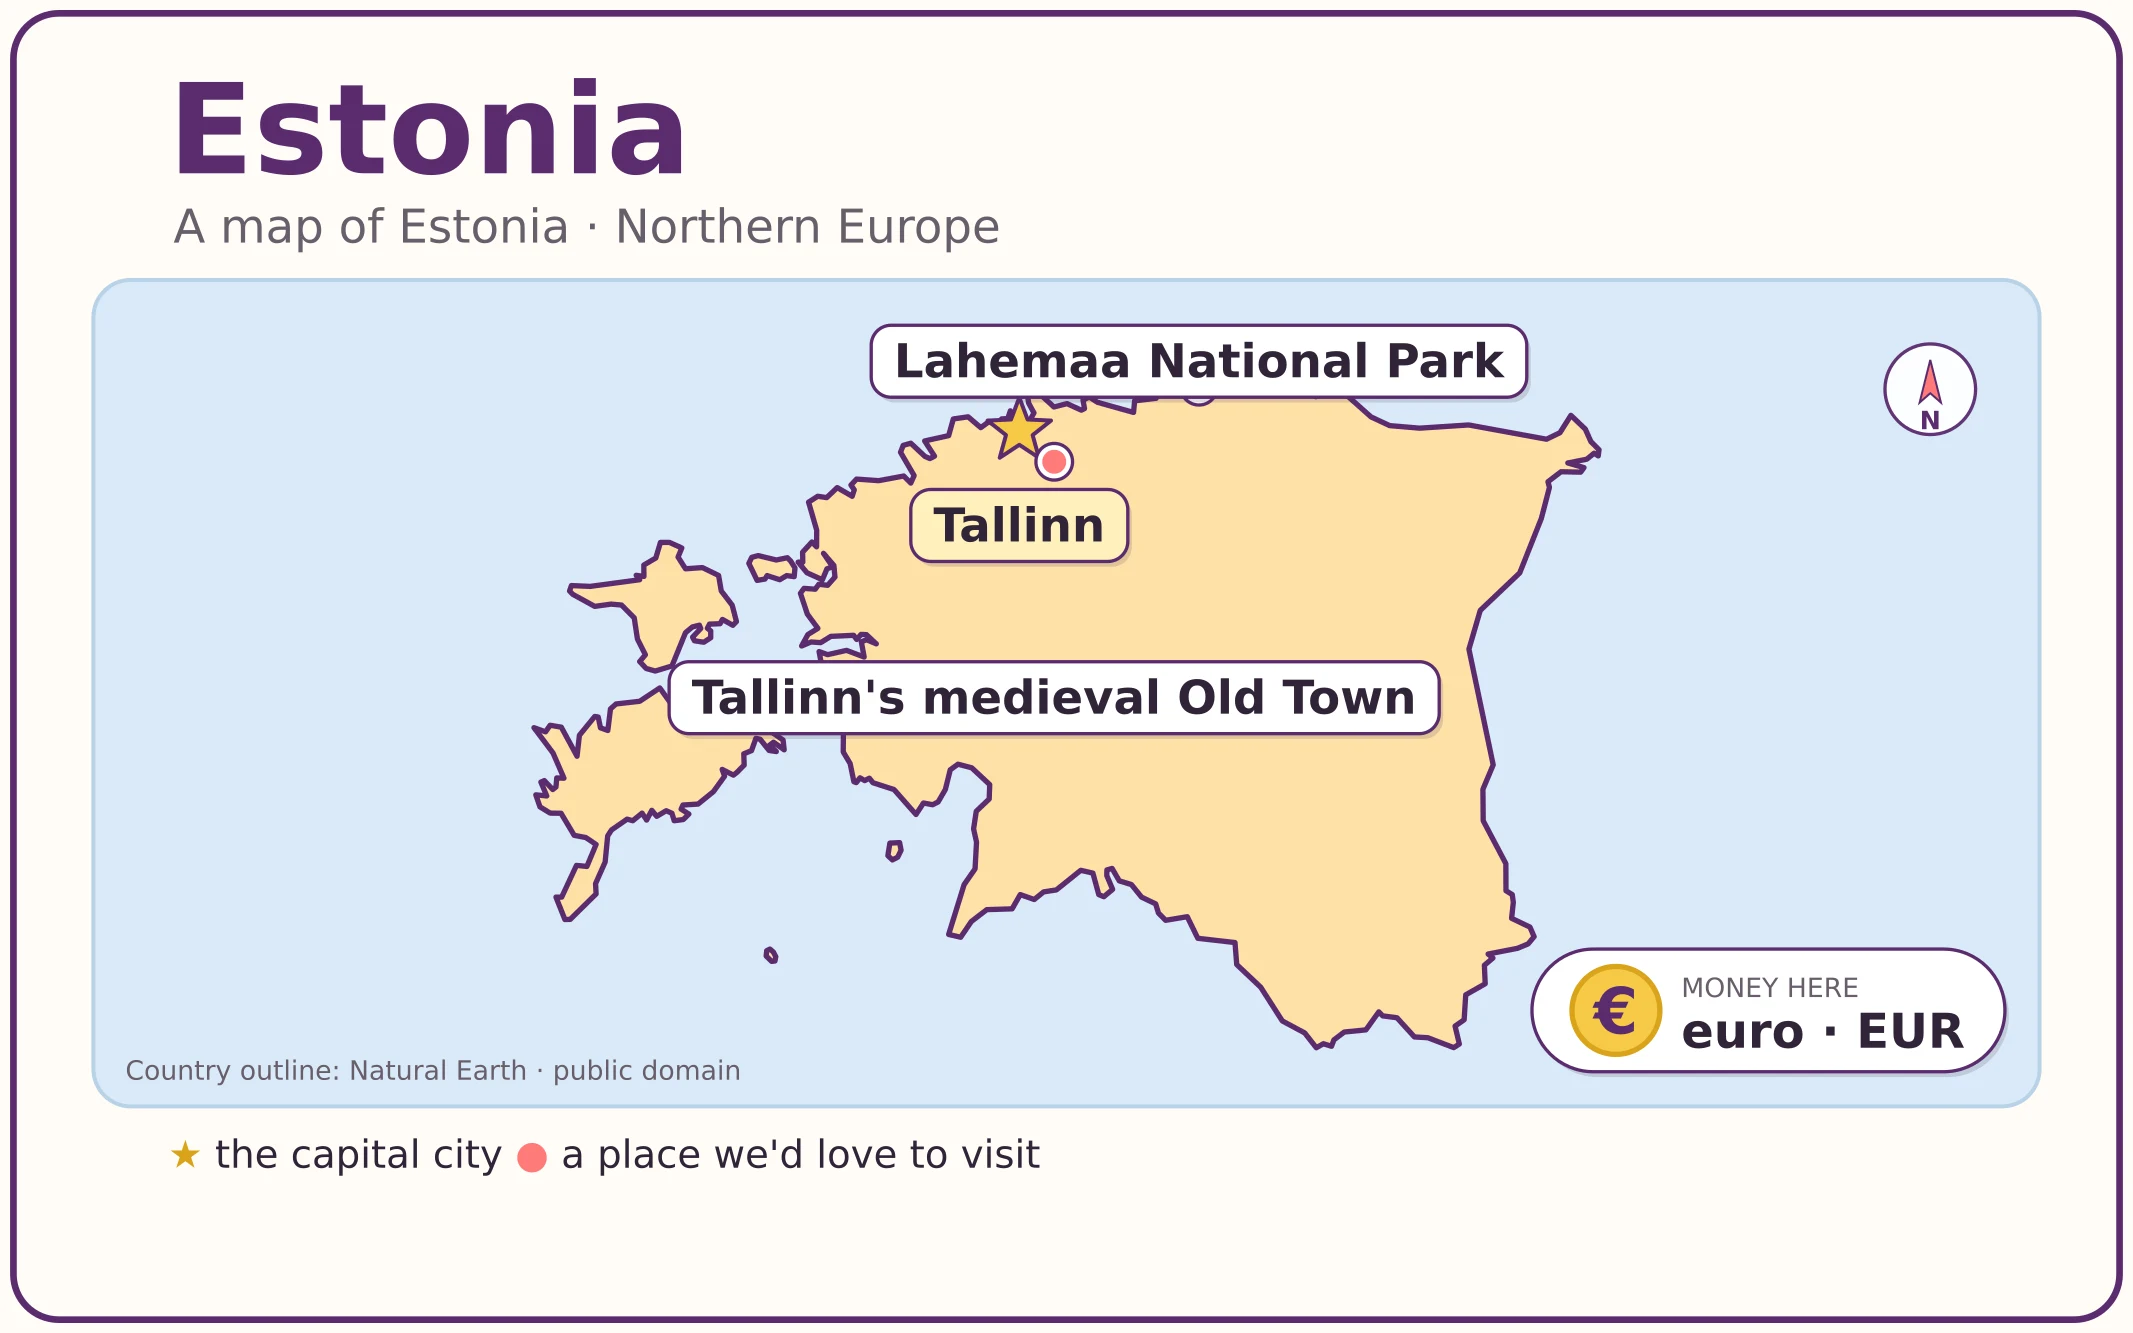 Estonia
A map of Estonia · Northern Europe
Lahemaa National Park
N
Tallinn
Tallinn's medieval Old Town
€
MONEY HERE
euro · EUR
Country outline: Natural Earth · public domain
★ the capital city ● a place we'd love to visit